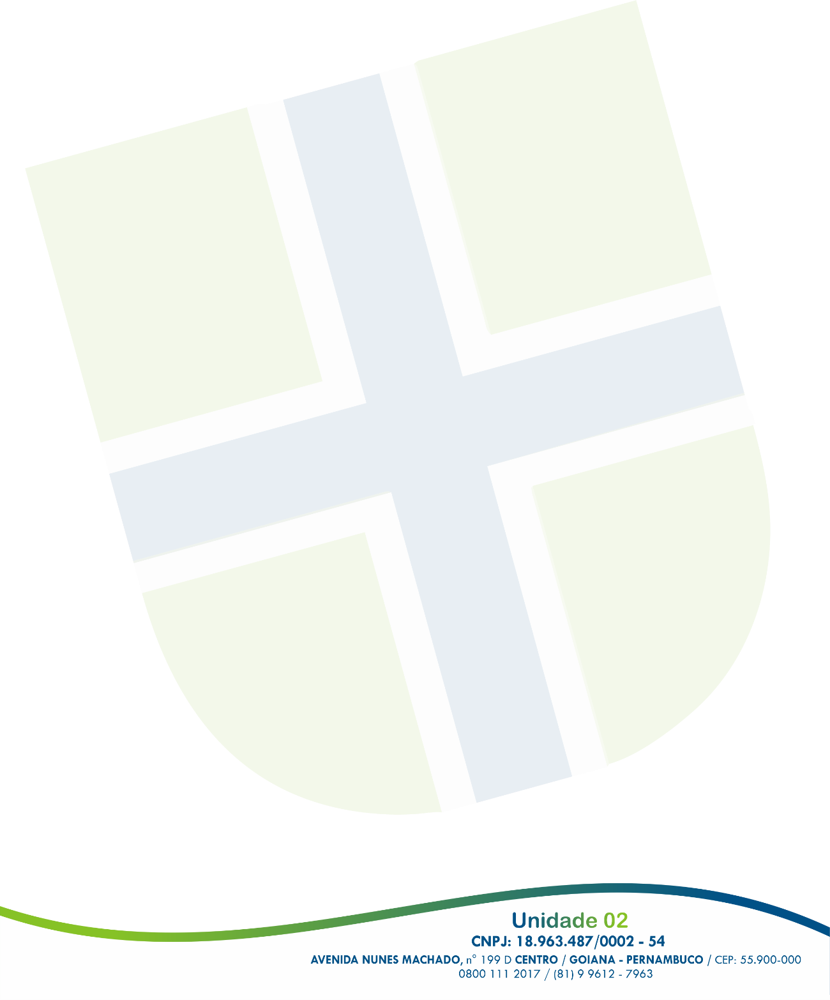 Unidade 02
CNPJ: 18.963.487/0002 - 54
AVENIDA NUNES MACHADO, n° 199 D CENTRO / GOIANA - PERNAMBUCO / CEP: 55.900-000
0800 111 2017 / (81) 9 9612 - 7963